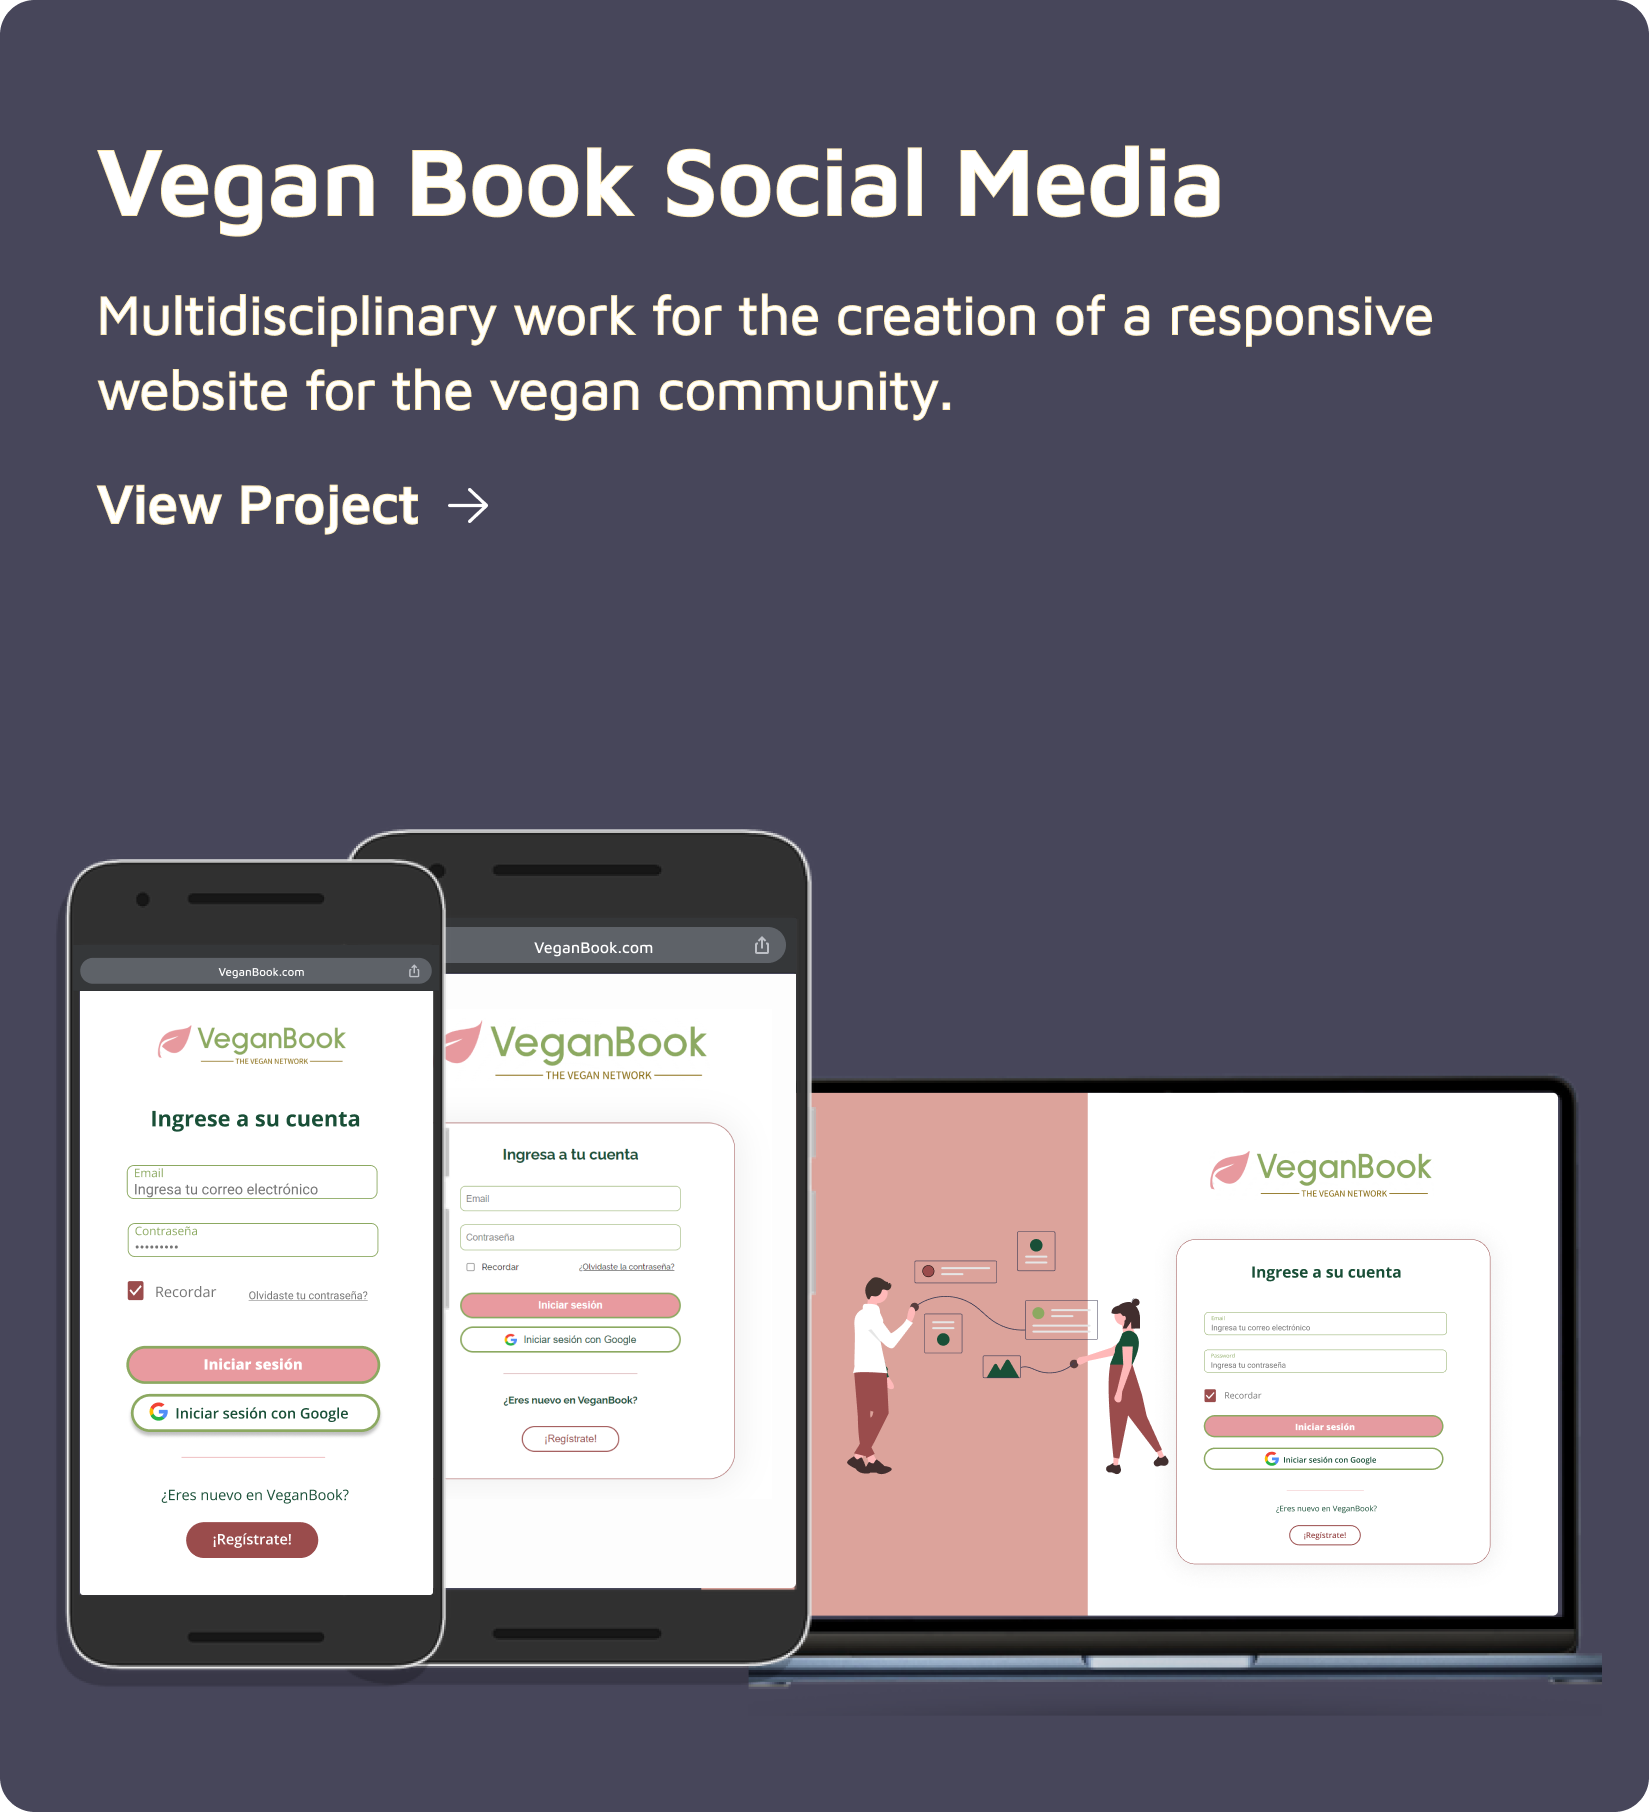 Vegan Book Social Media
Multidisciplinary work for the creation of a responsive
website for the vegan community.
View Project
VeganBook.com
VeganBook
THE VEGAN NETWORK
Ingrese a su cuenta
Email
Ingresa tu correo electrónico
Contraseña
•••••••••
Recordar
Olvidaste tu contraseña?
Iniciar sesión
Iniciar sesión con Google
¿Eres nuevo en VeganBook?
¡Regístrate!
VeganBook.com
VeganBook
THE VEGAN NETWORK
Ingresa a tu cuenta
Email
Contraseña
Recordar
¿Olvidaste la contraseña?
Iniciar sesión
Iniciar sesión con Google
¿Eres nuevo en VeganBook?
¡Regístrate!
VeganBook
THE VEGAN NETWORK
Ingrese a su cuenta
Email
Ingresa tu correo electrónico
Password
Ingresa tu contraseña
Recordar
Iniciar sesión
Iniciar sesión con Google
¿Eres nuevo en VeganBook?
¡Regístrate!